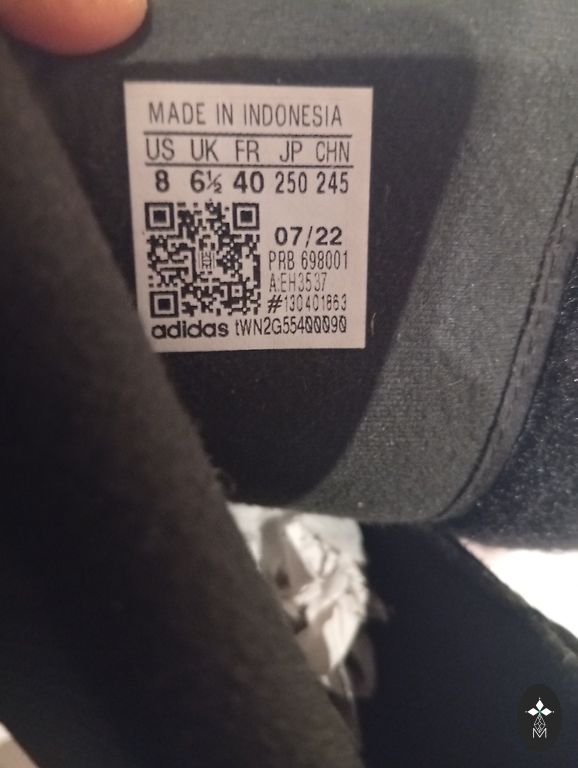 MADE IN INDONESIA
US UK FR JP CHN
8 6½ 40 250 245
07/22
PRB 698001
A:EH3537
#130401863
adidas tWN2G55400090
M